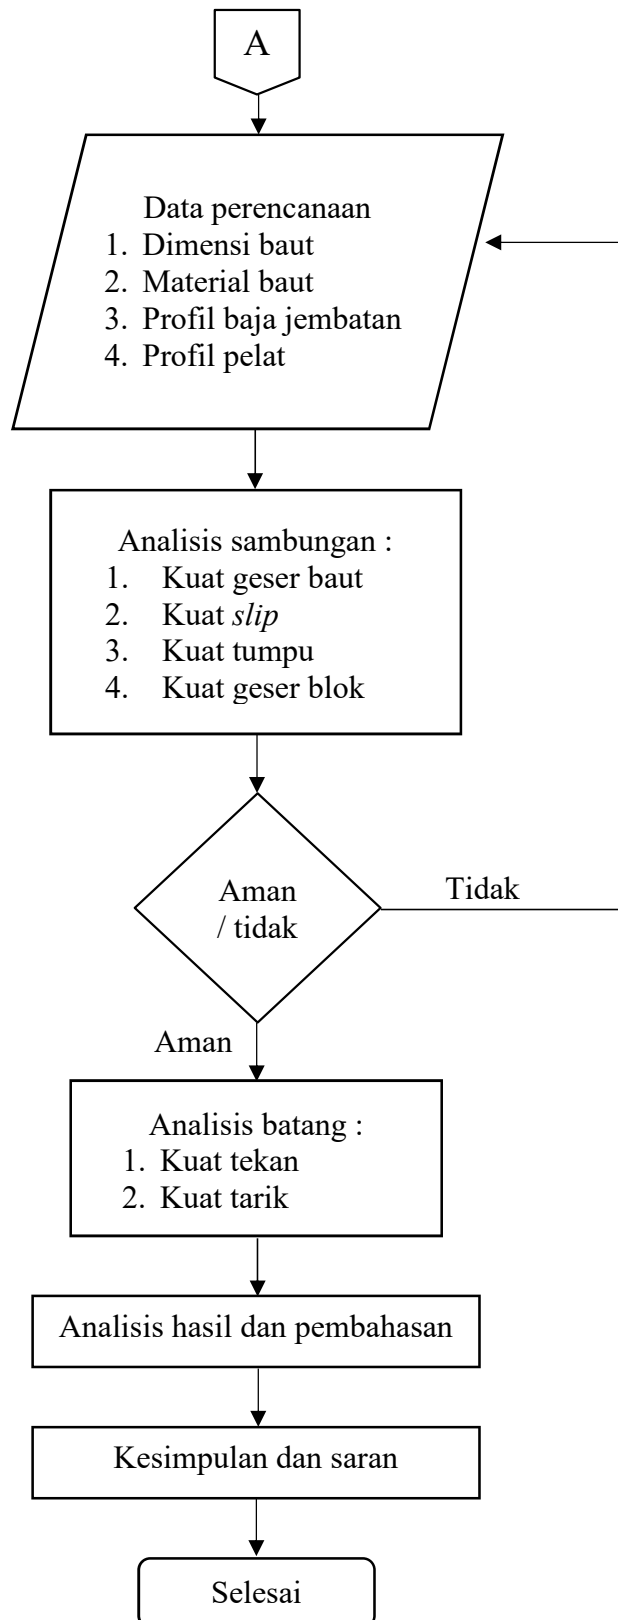 A
Data perencanaan
1. Dimensi baut
2. Material baut
3. Profil baja jembatan
4. Profil pelat
Analisis sambungan :
1. Kuat geser baut
2. Kuat slip
3. Kuat tumpu
4. Kuat geser blok
Aman
/ tidak
Tidak
Aman
Analisis batang :
1. Kuat tekan
2. Kuat tarik
Analisis hasil dan pembahasan
Kesimpulan dan saran
Selesai